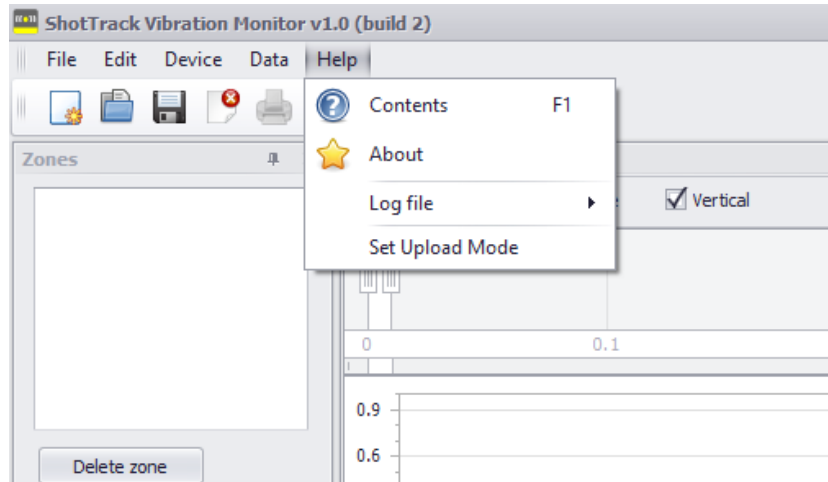 ShotTrack Vibration Monitor v1.0 (build 2)
File Edit Device Data Help
Contents F1
Zones
About
Log file
Vertical
Set Upload Mode
0 0.1
0.9
0.6
Delete zone